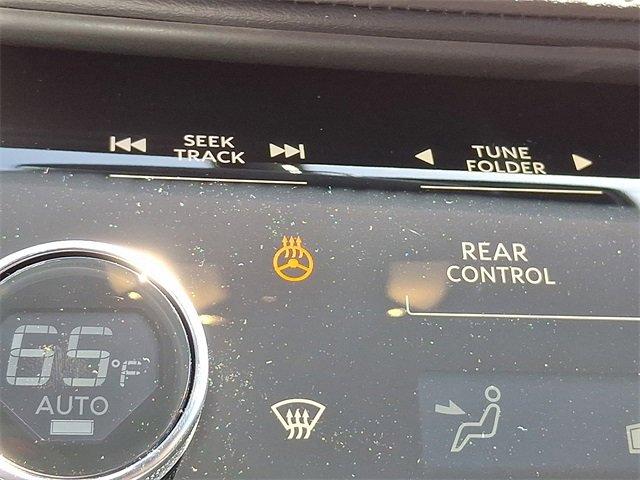 SEEK
TRACK
TUNE
FOLDER
REAR
CONTROL
65°F
AUTO